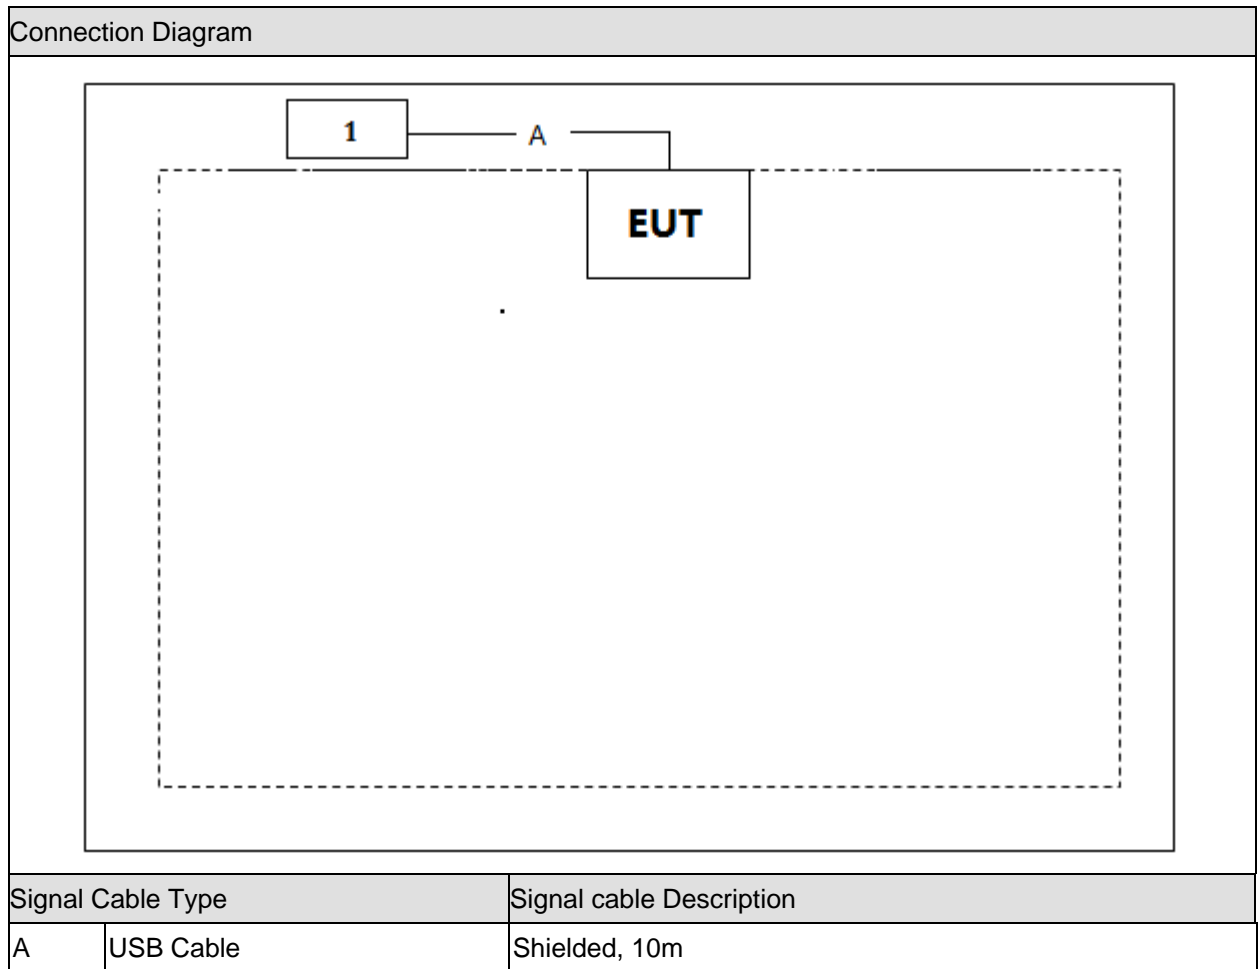 Connection Diagram
1
A
EUT
Signal Cable Type Signal cable Description
A USB Cable Shielded, 10m